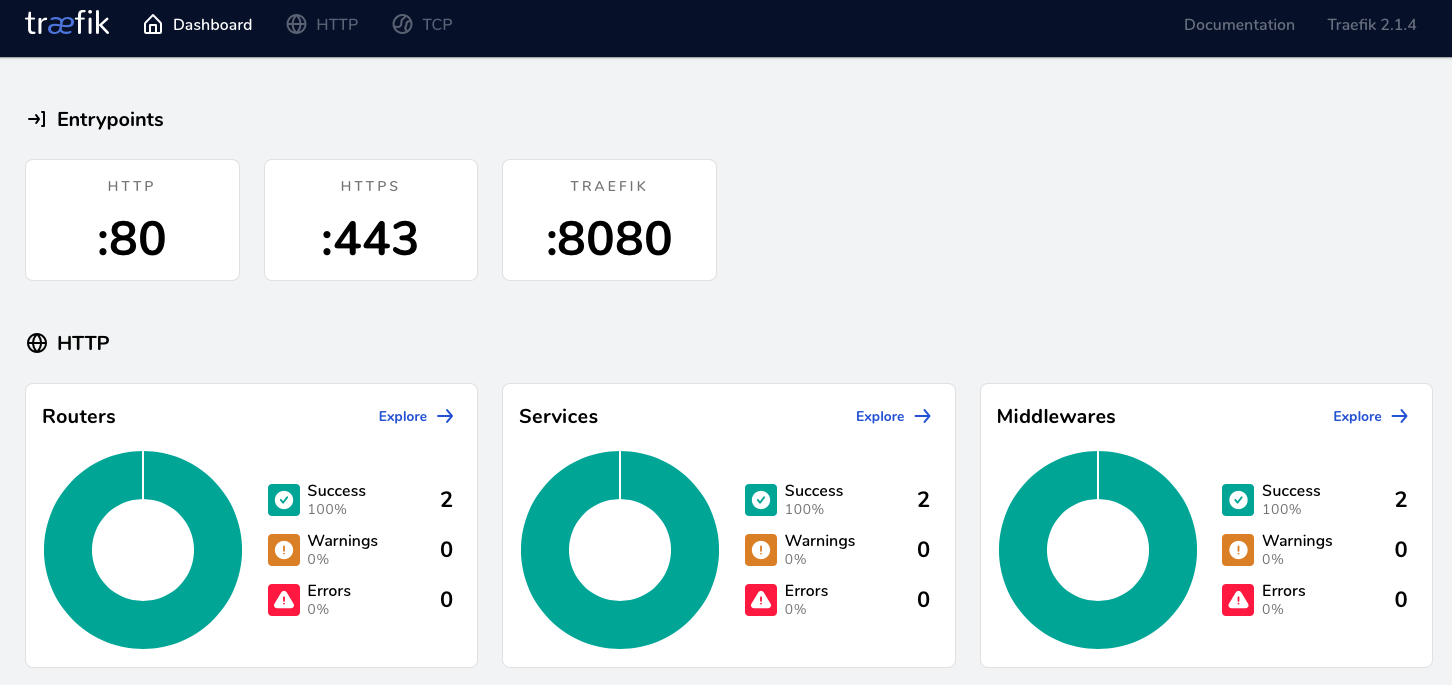 træfik Dashboard HTTP TCP Documentation Traefik 2.1.4
Entrypoints
HTTP HTTPS TRAEFIK
:80 :443 :8080
HTTP
Routers Explore
Success 2
100%
Warnings 0
0%
Errors 0
0%
Services Explore
Success 2
100%
Warnings 0
0%
Errors 0
0%
Middlewares Explore
Success 2
100%
Warnings 0
0%
Errors 0
0%